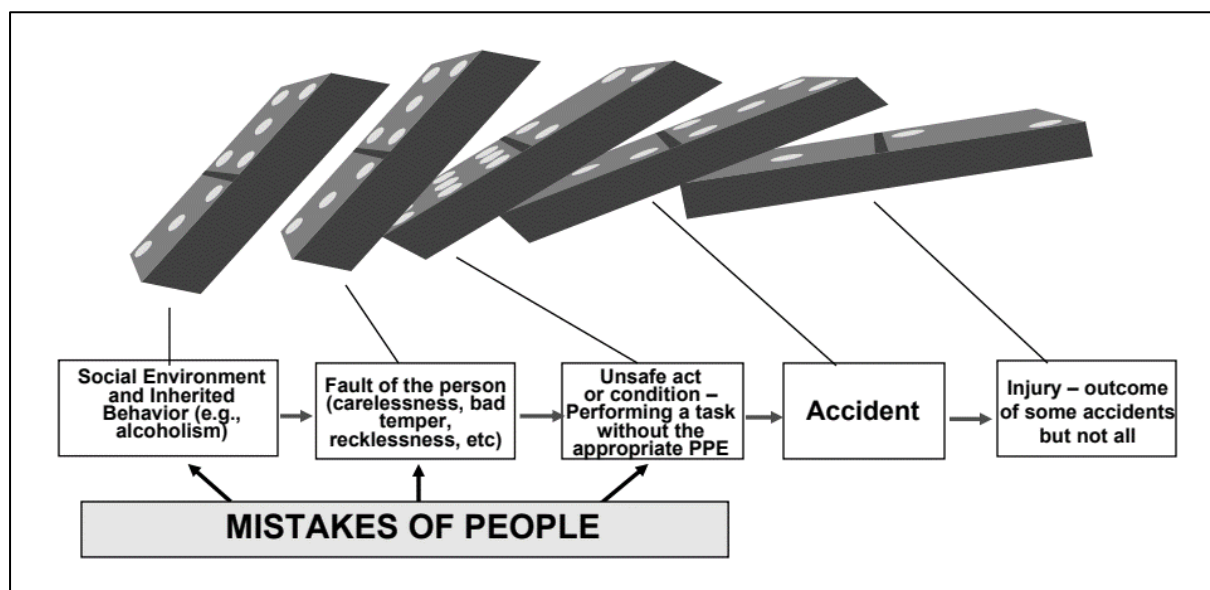 Social Environment
and Inherited
Behavior (e.g.,
alcoholism)
Fault of the person
(carelessness, bad
temper,
recklessness, etc)
Unsafe act
or condition –
Performing a task
without the
appropriate PPE
Accident
Injury – outcome
of some accidents
but not all
MISTAKES OF PEOPLE